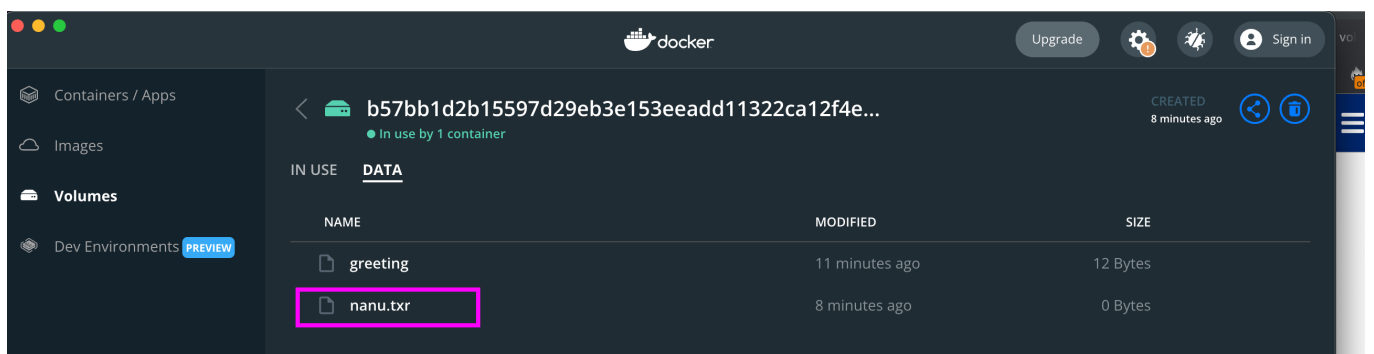 docker
Upgrade
Sign in
Containers / Apps
Images
Volumes
Dev Environments PREVIEW
b57bb1d2b15597d29eb3e153eeadd11322ca12f4e...
In use by 1 container
CREATED
8 minutes ago
IN USE DATA
NAME MODIFIED SIZE
greeting 11 minutes ago 12 Bytes
nanu.txr 8 minutes ago 0 Bytes